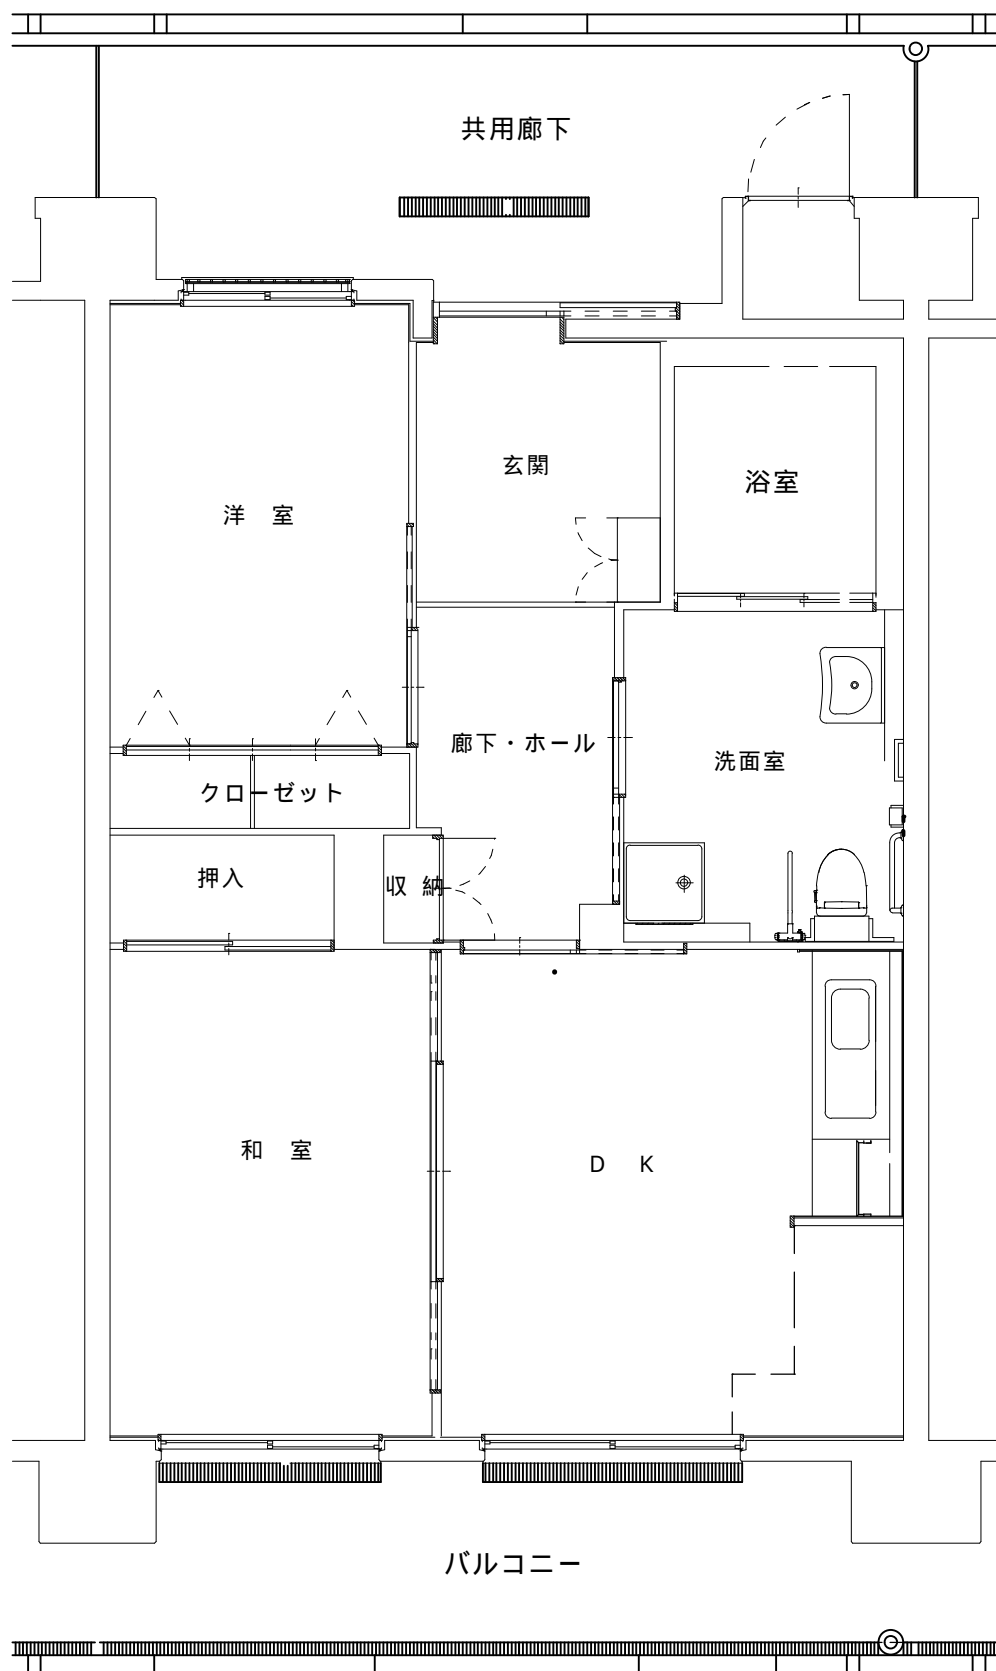 共用廊下
玄関
浴室
洋　室
廊下・ホール
洗面室
クローゼット
押入
収 納
和　室
D　K
バルコニー